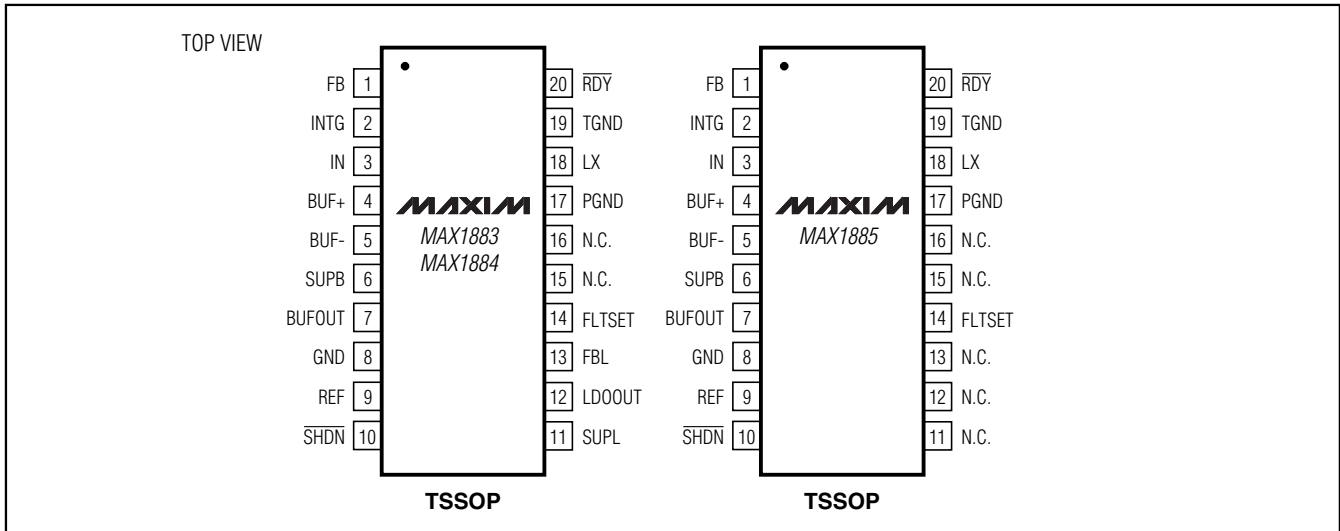 TOP VIEW
FB 1
INTG 2
IN 3
BUF+ 4
BUF- 5
SUPB 6
BUFOUT 7
GND 8
REF 9
SHDN 10
MAXIM
MAX1883
MAX1884
20 RDY
19 TGND
18 LX
17 PGND
16 N.C.
15 N.C.
14 FLTSET
13 FBL
12 LDOOUT
11 SUPL
TSSOP
FB 1
INTG 2
IN 3
BUF+ 4
BUF- 5
SUPB 6
BUFOUT 7
GND 8
REF 9
SHDN 10
MAXIM
MAX1885
20 RDY
19 TGND
18 LX
17 PGND
16 N.C.
15 N.C.
14 FLTSET
13 N.C.
12 N.C.
11 N.C.
TSSOP